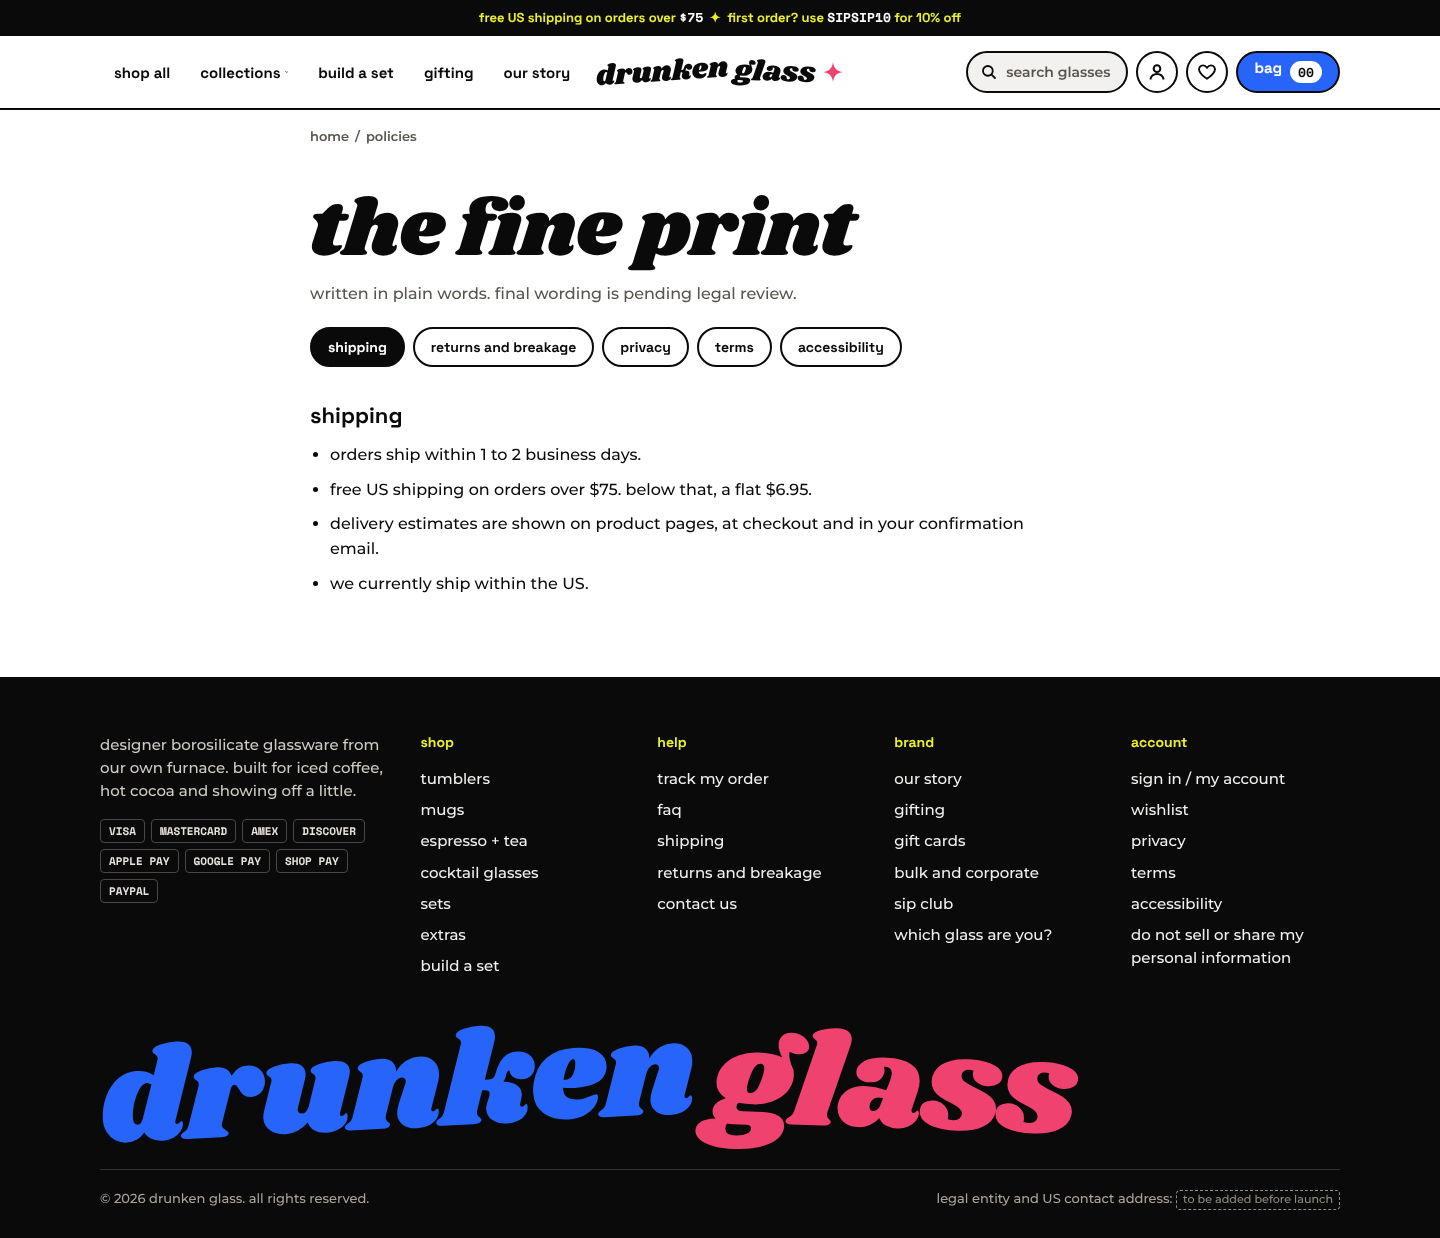 free US shipping on orders over $75 ✦ first order? use SIPSIP10 for 10% off
shop all
collections
build a set
gifting
our story
drunken glass ✦
search glasses
bag 00
home / policies
the fine print
written in plain words. final wording is pending legal review.
shipping
returns and breakage
privacy
terms
accessibility
shipping
• orders ship within 1 to 2 business days.
• free US shipping on orders over $75. below that, a flat $6.95.
• delivery estimates are shown on product pages, at checkout and in your confirmation
email.
• we currently ship within the US.
designer borosilicate glassware from
our own furnace. built for iced coffee,
hot cocoa and showing off a little.
VISA
MASTERCARD
AMEX
DISCOVER
APPLE PAY
GOOGLE PAY
SHOP PAY
PAYPAL
shop
tumblers
mugs
espresso + tea
cocktail glasses
sets
extras
build a set
help
track my order
faq
shipping
returns and breakage
contact us
brand
our story
gifting
gift cards
bulk and corporate
sip club
which glass are you?
account
sign in / my account
wishlist
privacy
terms
accessibility
do not sell or share my
personal information
drunken glass
© 2026 drunken glass. all rights reserved.
legal entity and US contact address: to be added before launch